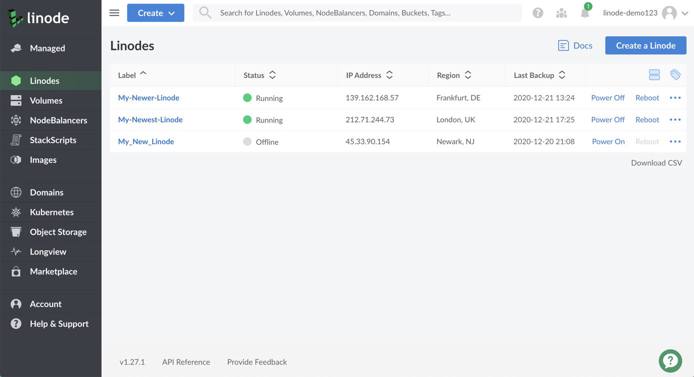 linode
Create
Search for Linodes, Volumes, NodeBalancers, Domains, Buckets, Tags...
1
linode-demo123
Managed
Linodes
Volumes
NodeBalancers
StackScripts
Images
Domains
Kubernetes
Object Storage
Longview
Marketplace
Account
Help & Support
Linodes
Docs
Create a Linode
Label Status IP Address Region Last Backup
My-Newer-Linode Running 139.162.168.57 Frankfurt, DE 2020-12-21 13:24 Power Off Reboot
My-Newest-Linode Running 212.71.244.73 London, UK 2020-12-21 17:25 Power Off Reboot
My_New_Linode Offline 45.33.90.154 Newark, NJ 2020-12-20 21:08 Power On Reboot
Download CSV
v1.27.1 API Reference Provide Feedback